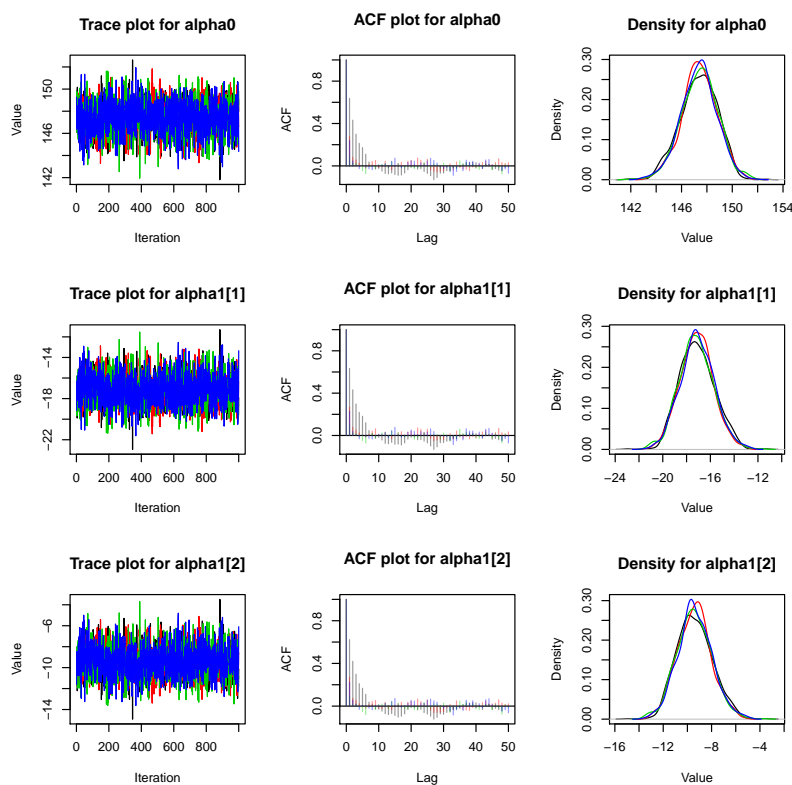 Trace plot for alpha0
ACF plot for alpha0
Density for alpha0
Value
142 146 150
0 200 400 600 800
Iteration
ACF
0.0 0.4 0.8
0 10 20 30 40 50
Lag
Density
0.00 0.10 0.20 0.30
142 146 150 154
Value
Trace plot for alpha1[1]
ACF plot for alpha1[1]
Density for alpha1[1]
Value
−22 −18 −14
0 200 400 600 800
Iteration
ACF
0.0 0.4 0.8
0 10 20 30 40 50
Lag
Density
0.00 0.10 0.20 0.30
−24 −20 −16 −12
Value
Trace plot for alpha1[2]
ACF plot for alpha1[2]
Density for alpha1[2]
Value
−14 −10 −6
0 200 400 600 800
Iteration
ACF
0.0 0.4 0.8
0 10 20 30 40 50
Lag
Density
0.00 0.10 0.20 0.30
−16 −12 −8 −4
Value